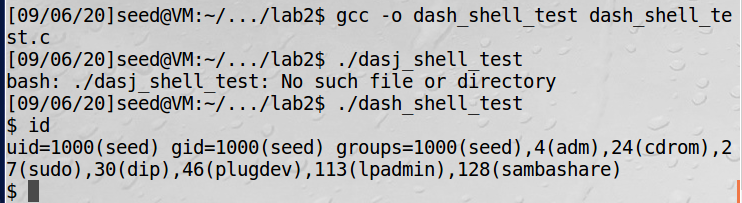 [09/06/20]seed@VM:~/.../lab2$ gcc -o dash_shell_test dash_shell_te
st.c
[09/06/20]seed@VM:~/.../lab2$ ./dasj_shell_test
bash: ./dasj_shell_test: No such file or directory
[09/06/20]seed@VM:~/.../lab2$ ./dash_shell_test
$ id
uid=1000(seed) gid=1000(seed) groups=1000(seed),4(adm),24(cdrom),2
7(sudo),30(dip),46(plugdev),113(lpadmin),128(sambashare)
$